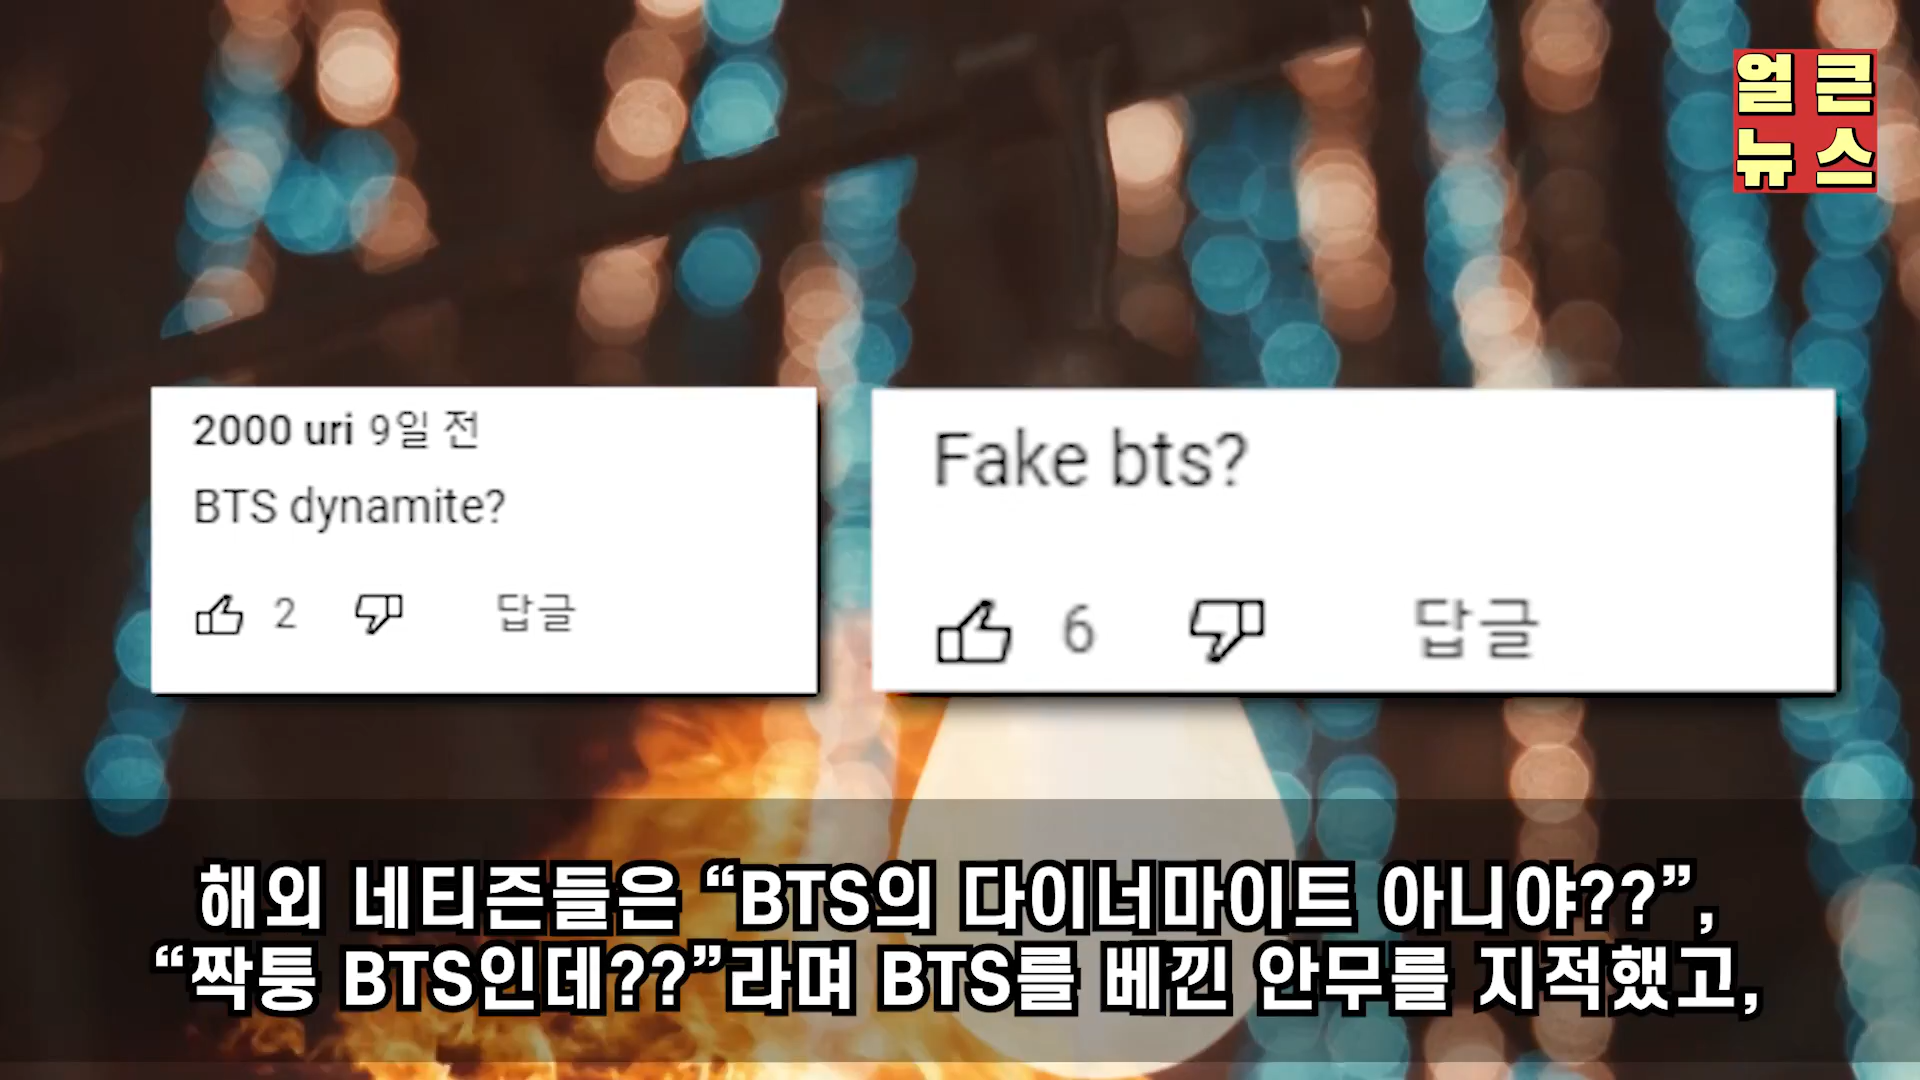 얼큰
뉴스
2000 uri 9일 전
BTS dynamite?
2 답글
Fake bts?
6 답글
해외 네티즌들은 “BTS의 다이너마이트 아니야??”,
“짝퉁 BTS인데??”라며 BTS를 베낀 안무를 지적했고,